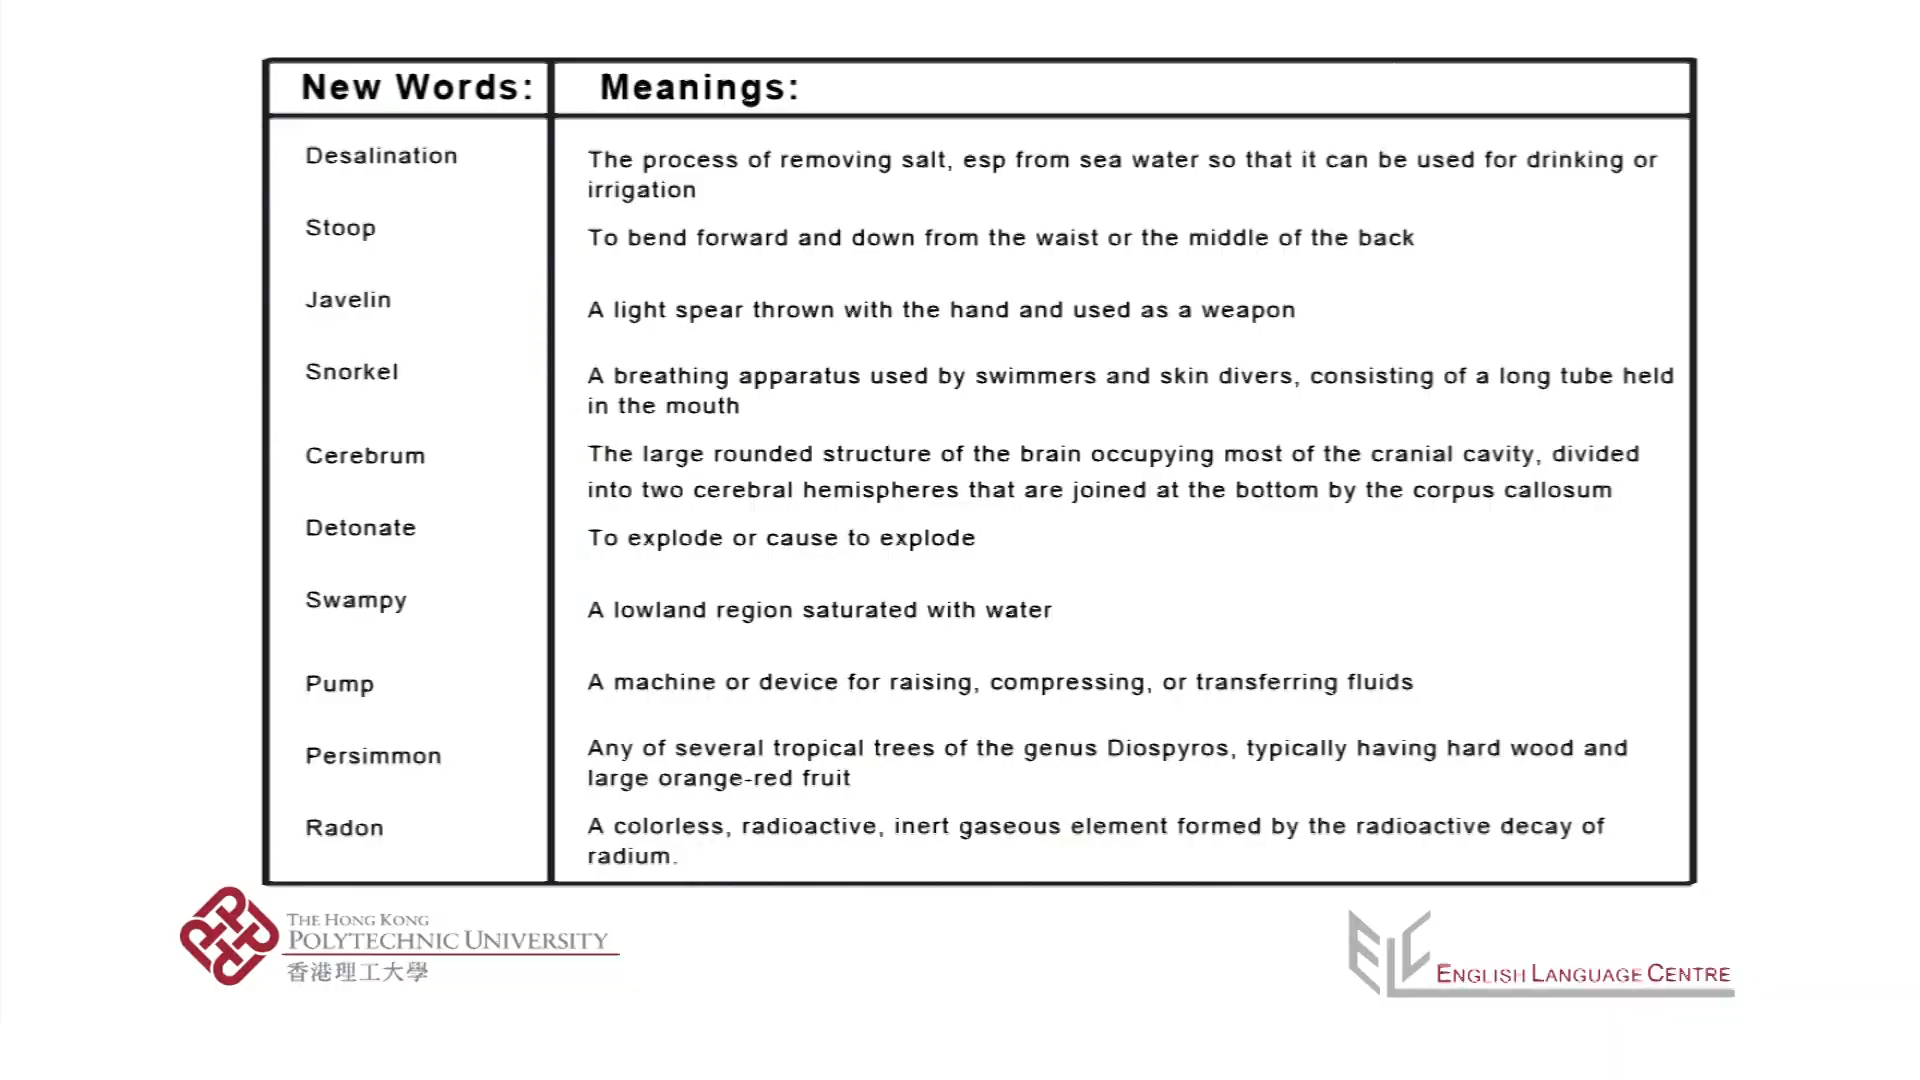 New Words:
Meanings:
Desalination
The process of removing salt, esp from sea water so that it can be used for drinking or
irrigation
Stoop
To bend forward and down from the waist or the middle of the back
Javelin
A light spear thrown with the hand and used as a weapon
Snorkel
A breathing apparatus used by swimmers and skin divers, consisting of a long tube held
in the mouth
Cerebrum
The large rounded structure of the brain occupying most of the cranial cavity, divided
into two cerebral hemispheres that are joined at the bottom by the corpus callosum
Detonate
To explode or cause to explode
Swampy
A lowland region saturated with water
Pump
A machine or device for raising, compressing, or transferring fluids
Persimmon
Any of several tropical trees of the genus Diospyros, typically having hard wood and
large orange-red fruit
Radon
A colorless, radioactive, inert gaseous element formed by the radioactive decay of
radium.
THE HONG KONG
POLYTECHNIC UNIVERSITY
香港理工大學
ELC
ENGLISH LANGUAGE CENTRE